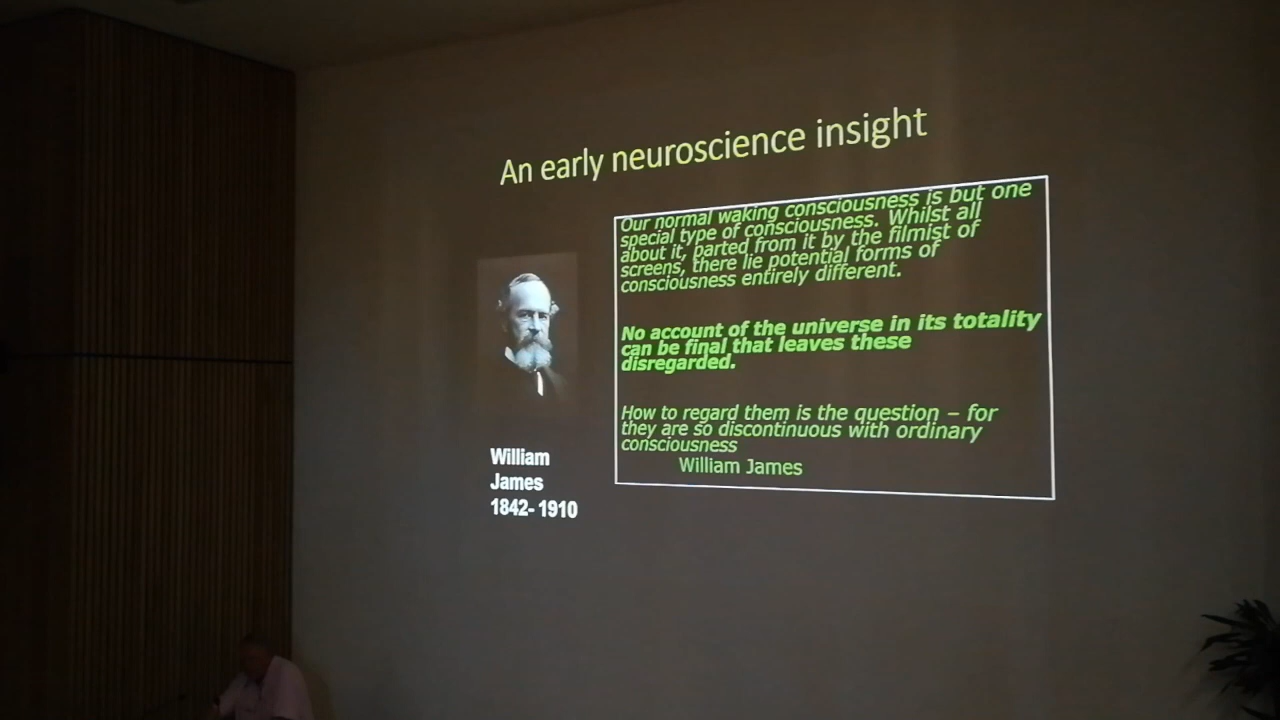 An early neuroscience insight
Our normal waking consciousness is but one
special type of consciousness. Whilst all
about it, parted from it by the filmist of
screens, there lie potential forms of
consciousness entirely different.
No account of the universe in its totality
can be final that leaves these
disregarded.
How to regard them is the question – for
they are so discontinuous with ordinary
consciousness
William James
William
James
1842- 1910